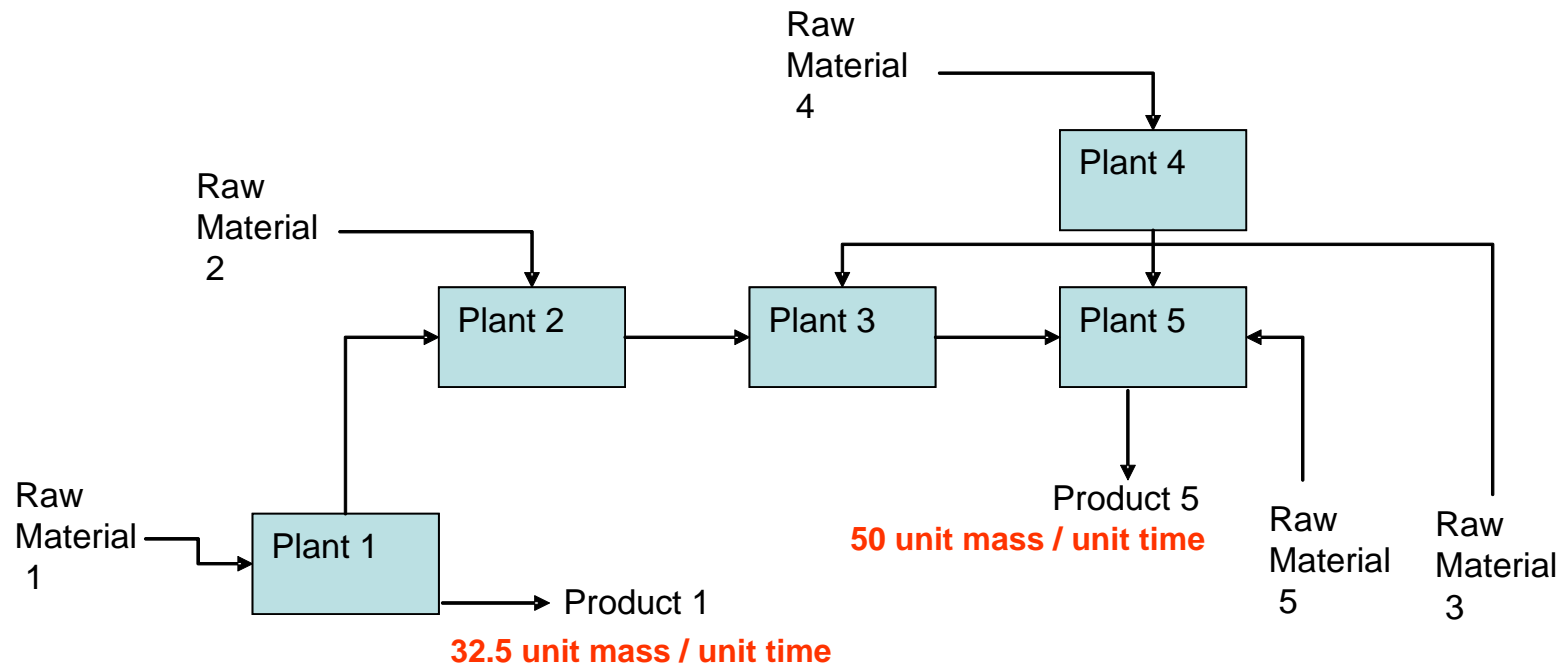 Raw
Material
4
Plant 4
Raw
Material
2
Plant 2
Plant 3
Plant 5
Raw
Material
1
Plant 1
Product 1
32.5 unit mass / unit time
Product 5
50 unit mass / unit time
Raw
Material
5
Raw
Material
3